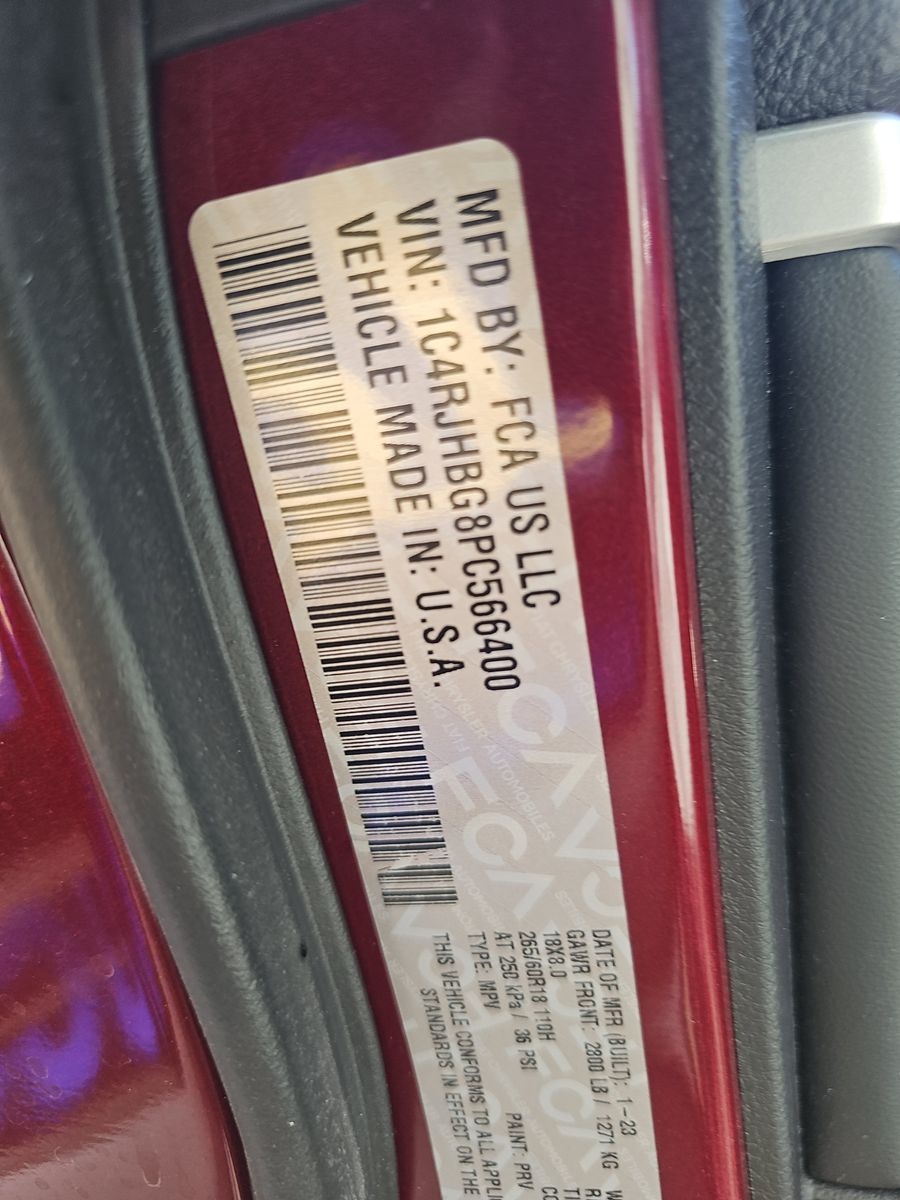 MFD BY: FCA US LLC
VIN: 1C4RJHBG8PC566400
VEHICLE MADE IN: U.S.A.
DATE OF MFR (BUILT): 1-23
GAWR FRONT: 2800 LB / 1271 KG W
18X8.0
265/60R18 110H
AT 250 kPa / 36 PSI
TYPE: MPV PAINT: PRV
THIS VEHICLE CONFORMS TO ALL APPLI
STANDARDS IN EFFECT ON THE
FCA
AUTOMOBILES